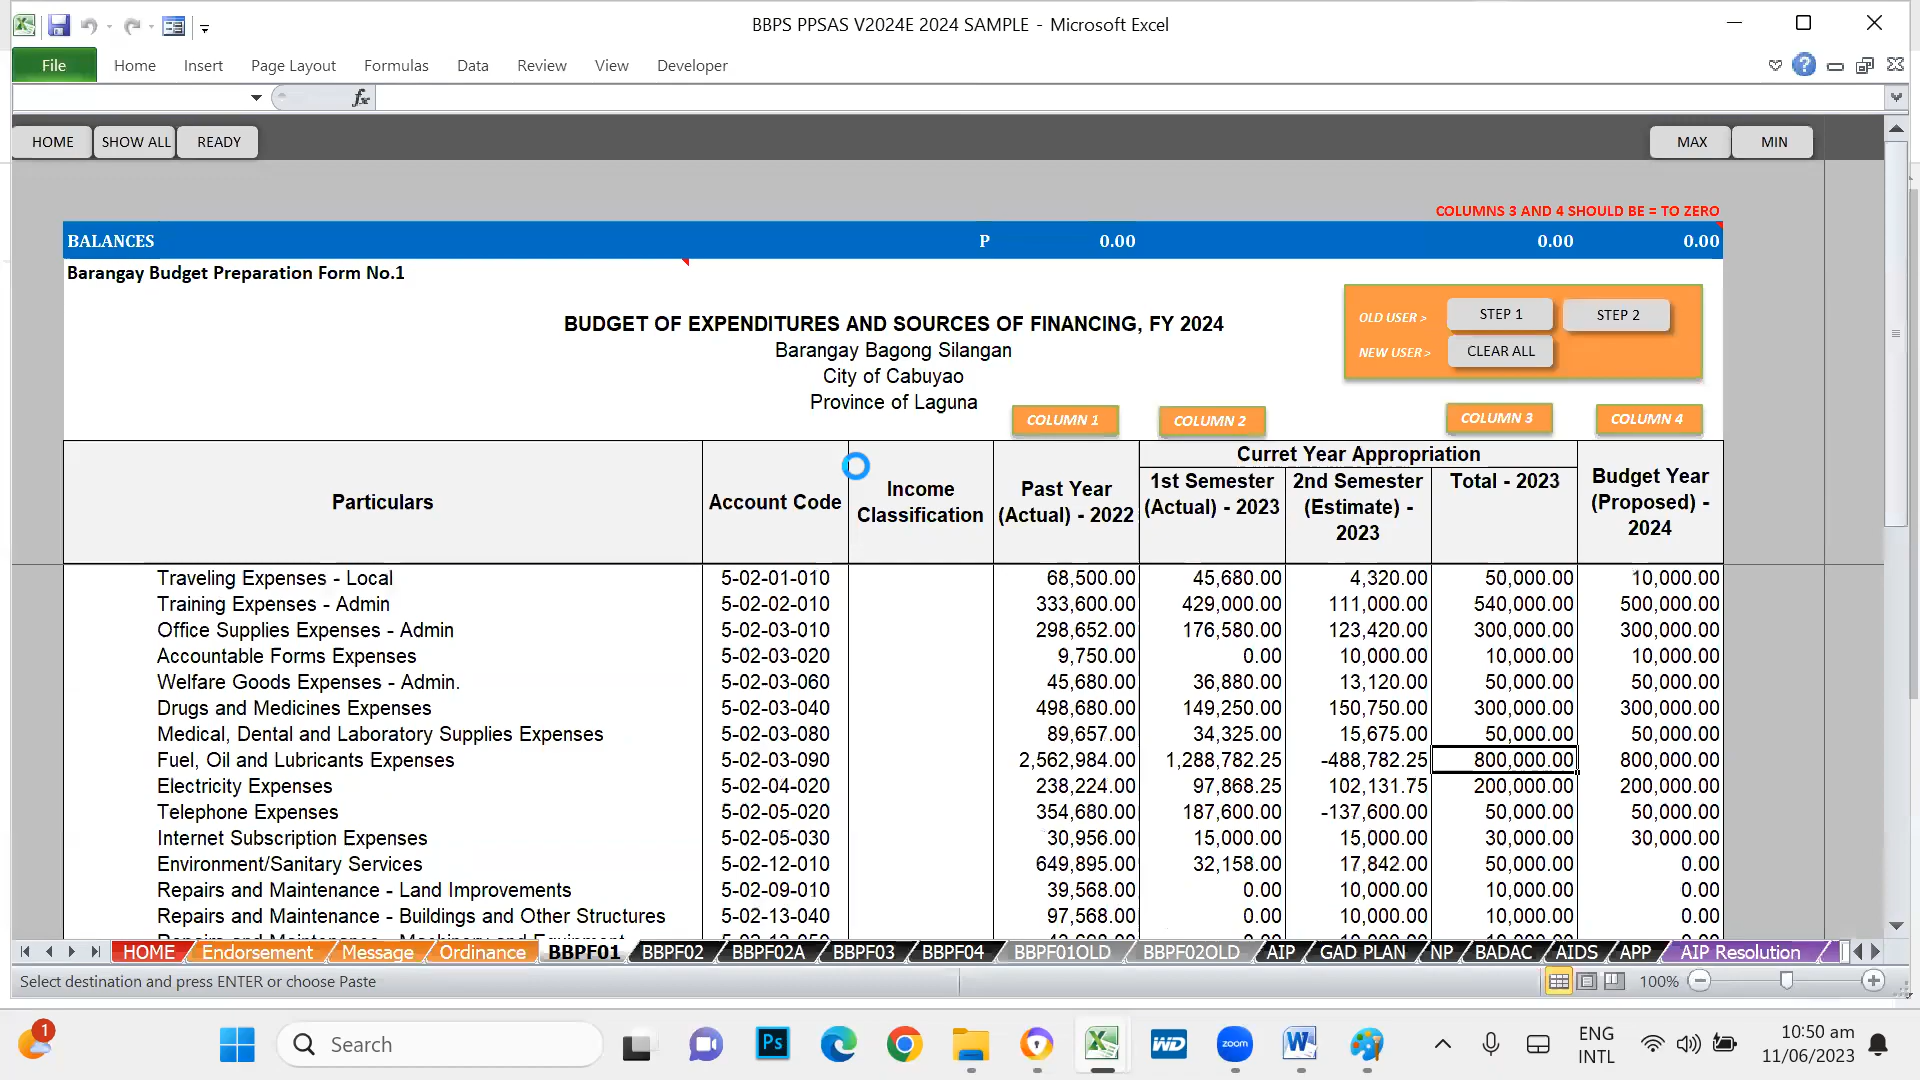 BBPS PPSAS V2024E 2024 SAMPLE - Microsoft Excel
File Home Insert Page Layout Formulas Data Review View Developer
fx
HOME SHOW ALL READY MAX MIN
COLUMNS 3 AND 4 SHOULD BE = TO ZERO
BALANCES P 0.00 0.00 0.00
Barangay Budget Preparation Form No.1
BUDGET OF EXPENDITURES AND SOURCES OF FINANCING, FY 2024
Barangay Bagong Silangan
City of Cabuyao
Province of Laguna
OLD USER > STEP 1 STEP 2
NEW USER > CLEAR ALL
COLUMN 1 COLUMN 2 COLUMN 3 COLUMN 4
Particulars
Account Code
Income
Classification
Past Year
(Actual) - 2022
Curret Year Appropriation
1st Semester
(Actual) - 2023
2nd Semester
(Estimate) -
2023
Total - 2023
Budget Year
(Proposed) -
2024
Traveling Expenses - Local 5-02-01-010 68,500.00 45,680.00 4,320.00 50,000.00 10,000.00
Training Expenses - Admin 5-02-02-010 333,600.00 429,000.00 111,000.00 540,000.00 500,000.00
Office Supplies Expenses - Admin 5-02-03-010 298,652.00 176,580.00 123,420.00 300,000.00 300,000.00
Accountable Forms Expenses 5-02-03-020 9,750.00 0.00 10,000.00 10,000.00 10,000.00
Welfare Goods Expenses - Admin. 5-02-03-060 45,680.00 36,880.00 13,120.00 50,000.00 50,000.00
Drugs and Medicines Expenses 5-02-03-040 498,680.00 149,250.00 150,750.00 300,000.00 300,000.00
Medical, Dental and Laboratory Supplies Expenses 5-02-03-080 89,657.00 34,325.00 15,675.00 50,000.00 50,000.00
Fuel, Oil and Lubricants Expenses 5-02-03-090 2,562,984.00 1,288,782.25 -488,782.25 800,000.00 800,000.00
Electricity Expenses 5-02-04-020 238,224.00 97,868.25 102,131.75 200,000.00 200,000.00
Telephone Expenses 5-02-05-020 354,680.00 187,600.00 -137,600.00 50,000.00 50,000.00
Internet Subscription Expenses 5-02-05-030 30,956.00 15,000.00 15,000.00 30,000.00 30,000.00
Environment/Sanitary Services 5-02-12-010 649,895.00 32,158.00 17,842.00 50,000.00 0.00
Repairs and Maintenance - Land Improvements 5-02-09-010 39,568.00 0.00 10,000.00 10,000.00 0.00
Repairs and Maintenance - Buildings and Other Structures 5-02-13-040 97,568.00 0.00 10,000.00 10,000.00 0.00
HOME Endorsement Message Ordinance BBPF01 BBPF02 BBPF02A BBPF03 BBPF04 BBPF01OLD BBPF02OLD AIP GAD PLAN NP BADAC AIDS APP AIP Resolution
Select destination and press ENTER or choose Paste 100%
1
Search
Ps
WD
zoom
W
ENG
INTL
10:50 am
11/06/2023